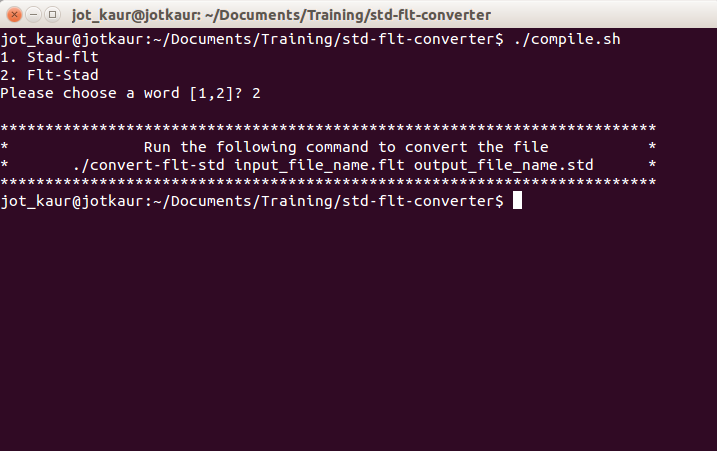 jot_kaur@jotkaur: ~/Documents/Training/std-flt-converter
jot_kaur@jotkaur:~/Documents/Training/std-flt-converter$ ./compile.sh
1. Stad-flt
2. Flt-Stad
Please choose a word [1,2]? 2
*************************************************************************
*               Run the following command to convert the file           *
*       ./convert-flt-std input_file_name.flt output_file_name.std      *
*************************************************************************
jot_kaur@jotkaur:~/Documents/Training/std-flt-converter$